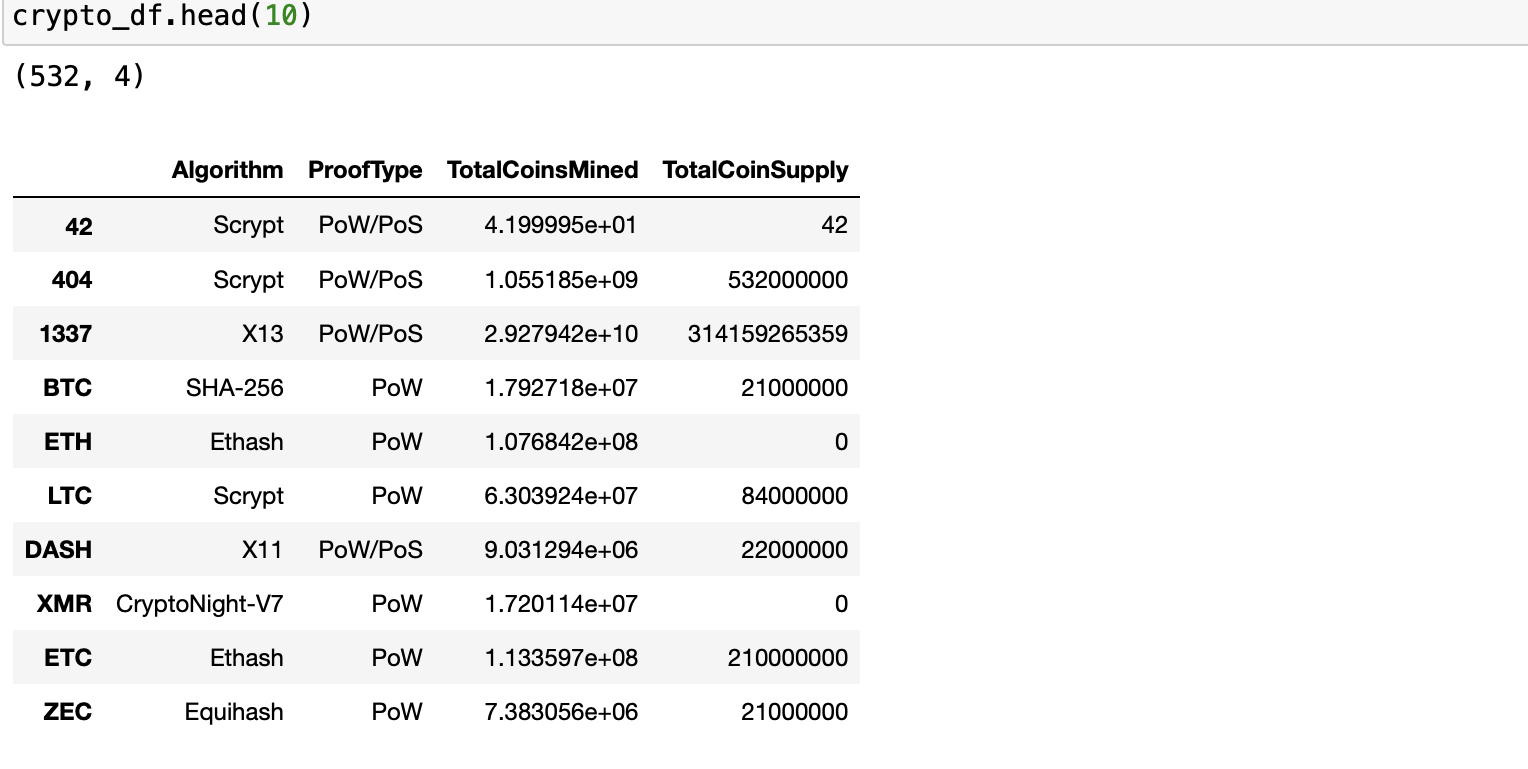 crypto_df.head(10)
(532, 4)
Algorithm ProofType TotalCoinsMined TotalCoinSupply
42 Scrypt PoW/PoS 4.199995e+01 42
404 Scrypt PoW/PoS 1.055185e+09 532000000
1337 X13 PoW/PoS 2.927942e+10 314159265359
BTC SHA-256 PoW 1.792718e+07 21000000
ETH Ethash PoW 1.076842e+08 0
LTC Scrypt PoW 6.303924e+07 84000000
DASH X11 PoW/PoS 9.031294e+06 22000000
XMR CryptoNight-V7 PoW 1.720114e+07 0
ETC Ethash PoW 1.133597e+08 210000000
ZEC Equihash PoW 7.383056e+06 21000000